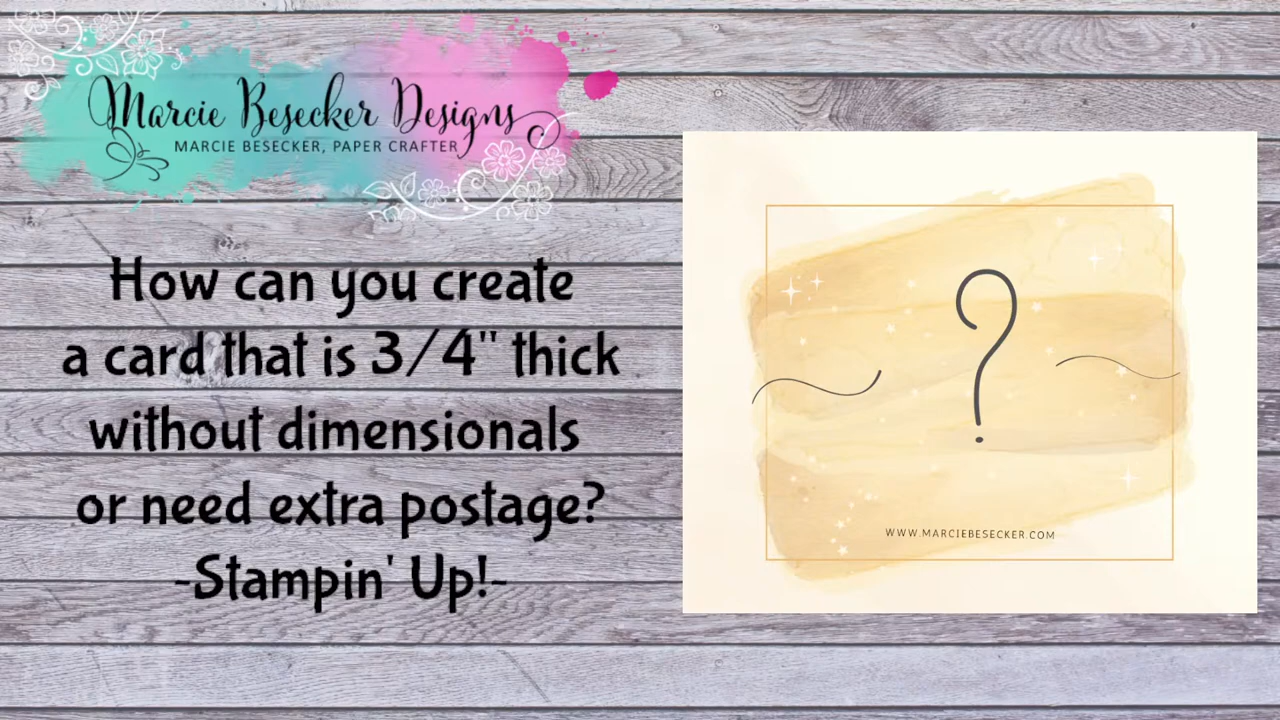 Marcie Besecker Designs
MARCIE BESECKER, PAPER CRAFTER
How can you create
a card that is 3/4" thick
without dimensionals
or need extra postage?
-Stampin' Up!-
?
WWW.MARCIEBESECKER.COM